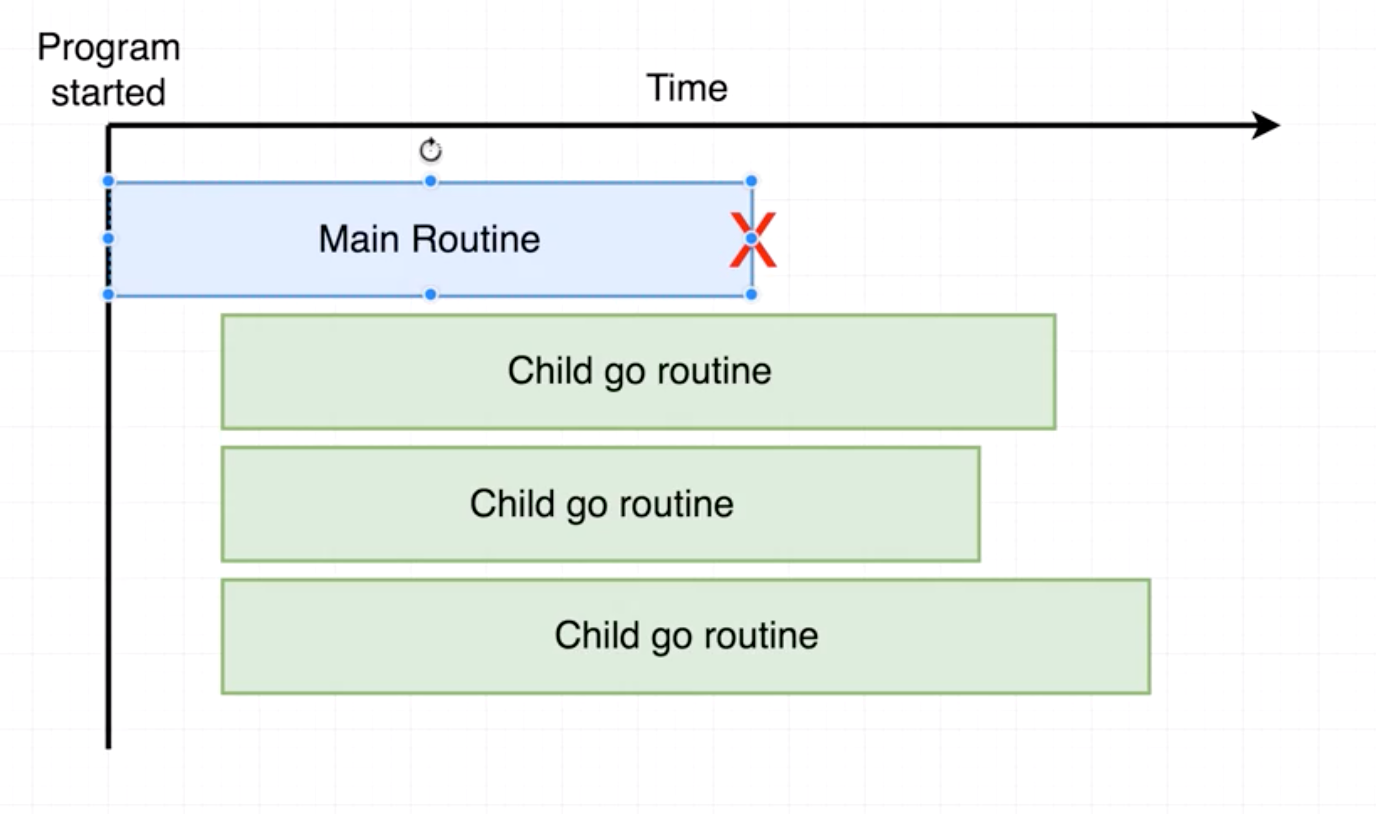 Program
started
Time
Main Routine
X
Child go routine
Child go routine
Child go routine